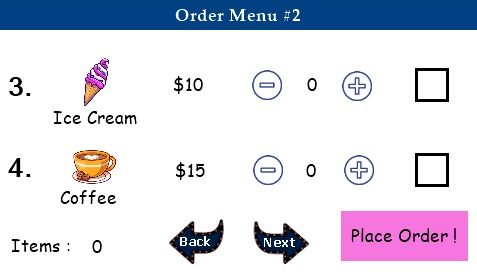 Order Menu #2
3. $10 0
Ice Cream
4. $15 0
Coffee
Items : 0 Back Next Place Order !